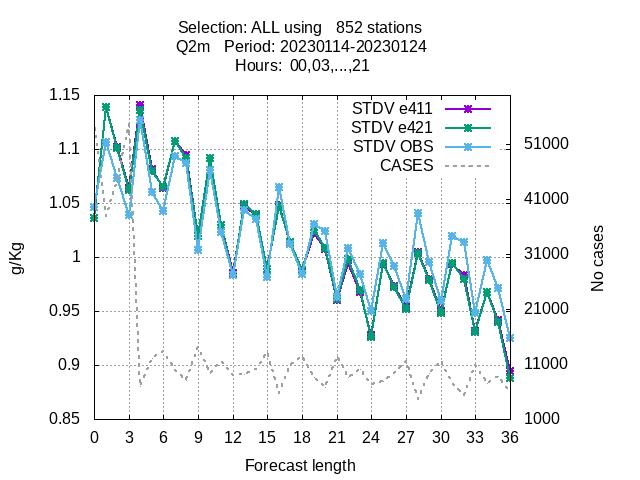 Selection: ALL using   852 stations
Q2m   Period: 20230114-20230124
Hours:  00,03,...,21
1.15
1.1
1.05
1
0.95
0.9
0.85
g/Kg
STDV e411
STDV e421
STDV OBS
CASES
51000
41000
31000
21000
11000
1000
No cases
0 3 6 9 12 15 18 21 24 27 30 33 36
Forecast length